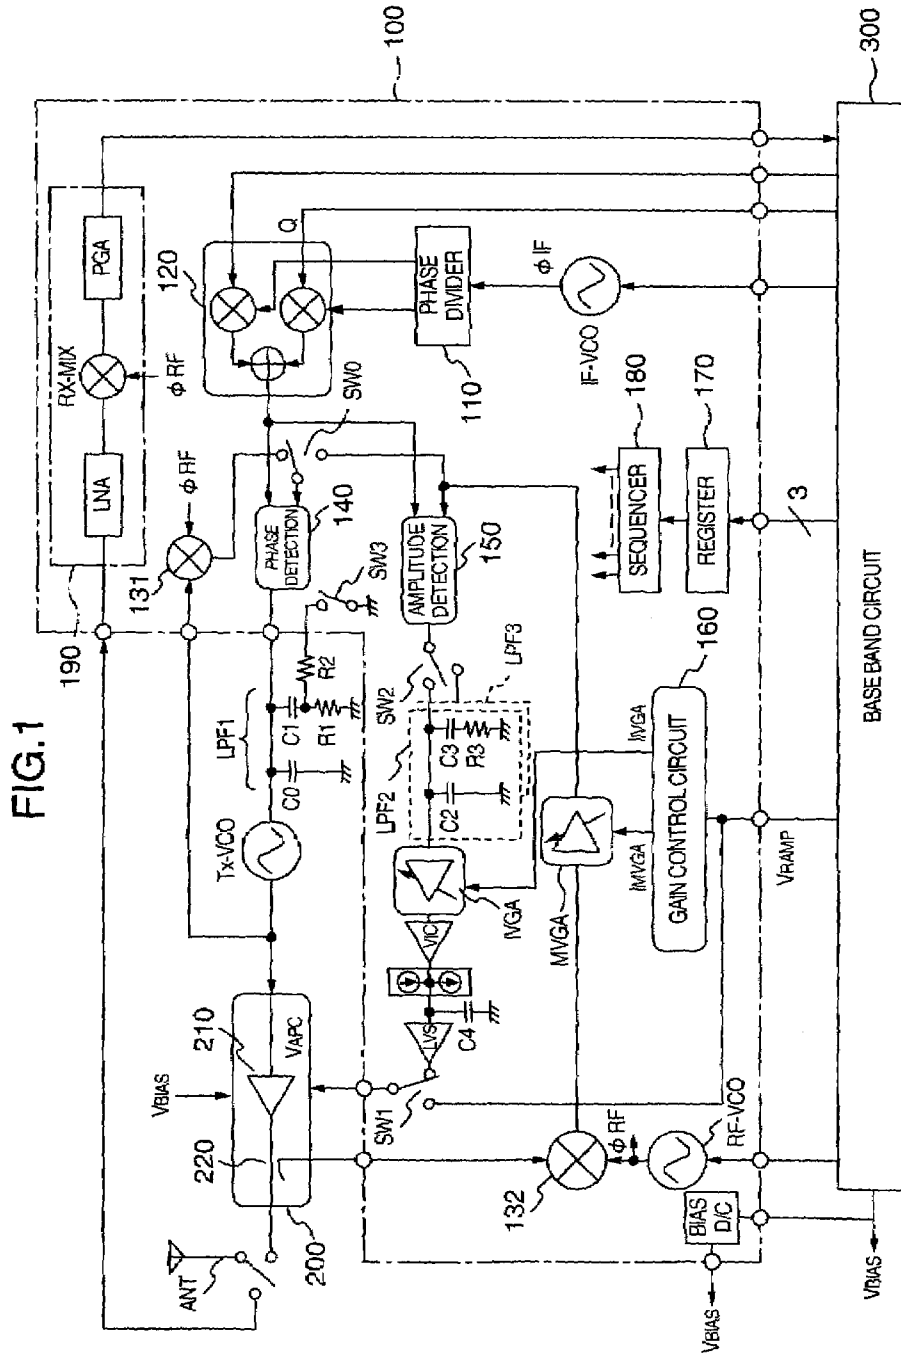 FIG.1
100
300
190
LNA
RX-MIX
PGA
φRF
φRF
131
120
Q
SW0
PHASE
DETECTION
140
SW3
LPF1
Tx-VCO
C0
C1
R1
R2
210
VBIAS
VAPC
220
200
ANT
PHASE
DIVIDER
110
φIF
IF-VCO
AMPLITUDE
DETECTION
150
SW2
LPF3
LPF2
C2
C3
R3
IVGA
VIC
C4
LVS
SW1
SEQUENCER
180
REGISTER
170
3
MVGA
IMVGA
IIVGA
GAIN CONTROL CIRCUIT
160
VRAMP
132
φRF
RF-VCO
BIAS
D/C
VBIAS
VBIAS
BASE BAND CIRCUIT